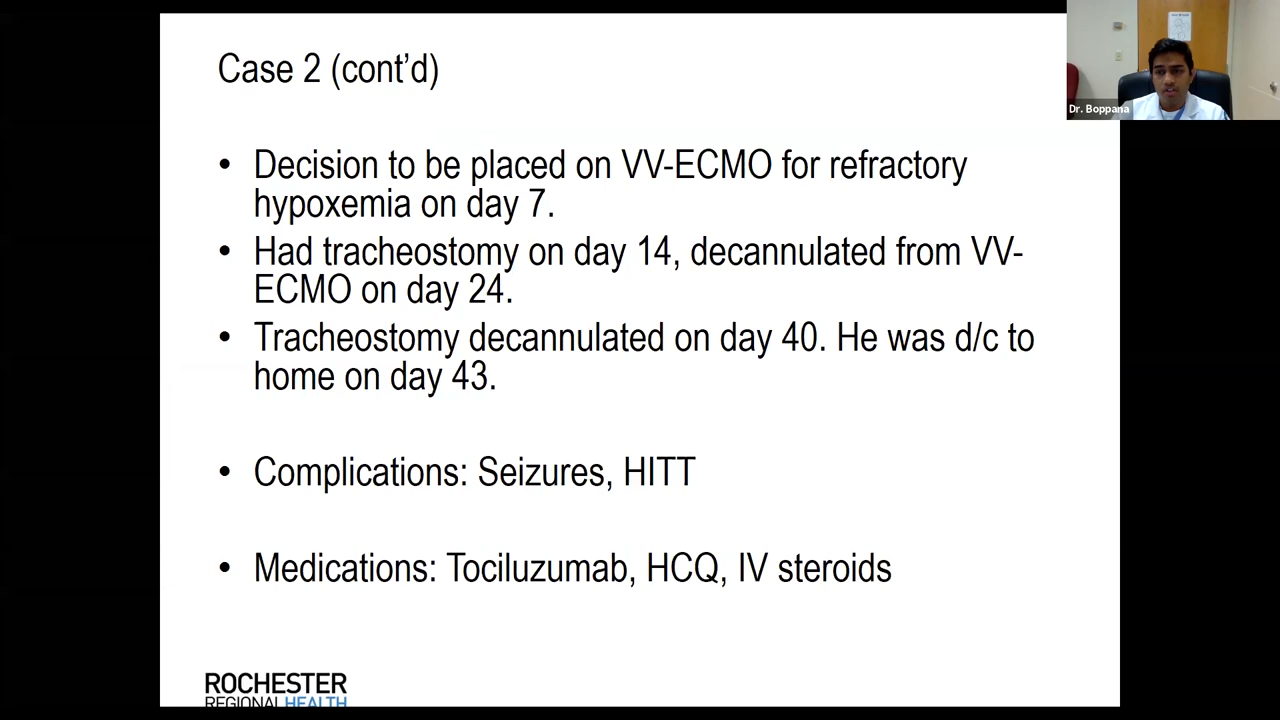 Case 2 (cont’d)
Dr. Boppana
• Decision to be placed on VV-ECMO for refractory
hypoxemia on day 7.
• Had tracheostomy on day 14, decannulated from VV-
ECMO on day 24.
• Tracheostomy decannulated on day 40. He was d/c to
home on day 43.
• Complications: Seizures, HITT
• Medications: Tociluzumab, HCQ, IV steroids
ROCHESTER
REGIONAL HEALTH